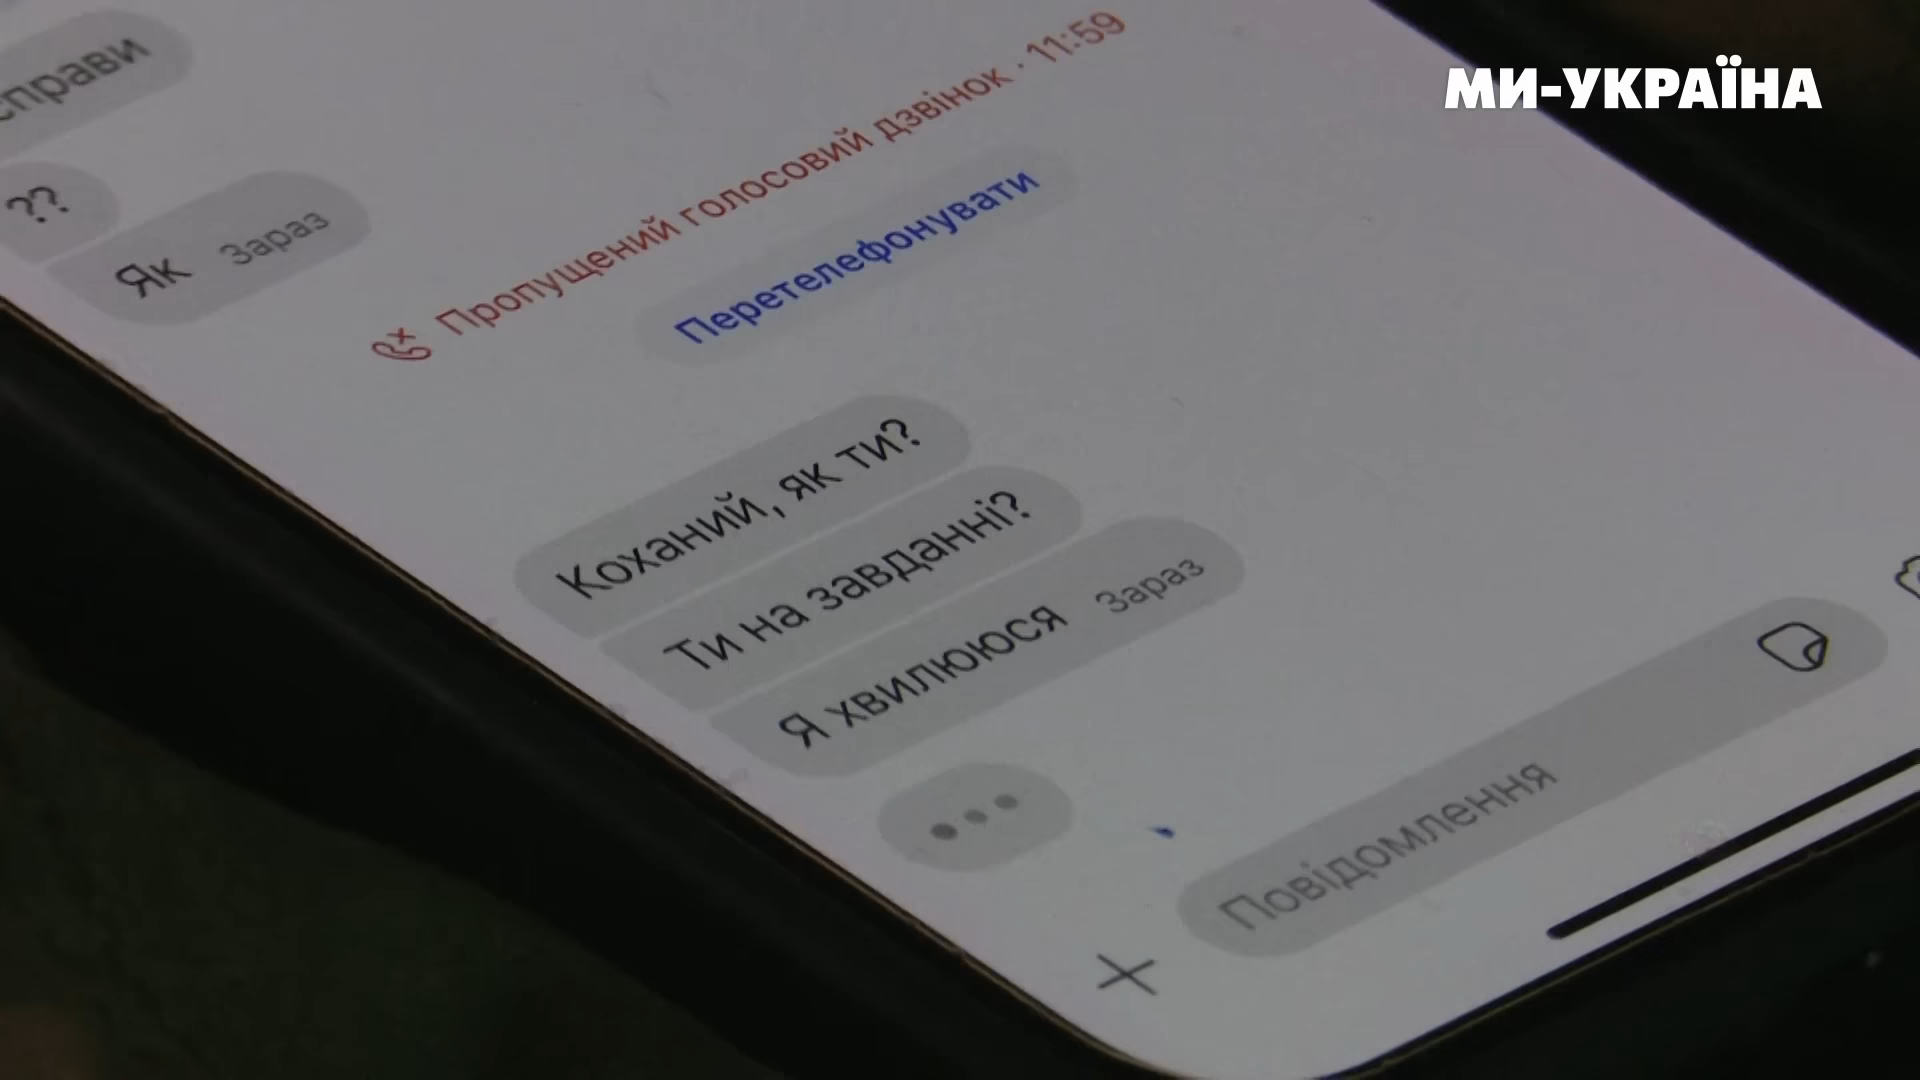 МИ-УКРАЇНА
справи
??
Як Зараз
Пропущений голосовий дзвінок · 11:59
Перетелефонувати
Коханий, як ти?
Ти на завданні?
Я хвилююся Зараз
Повідомлення